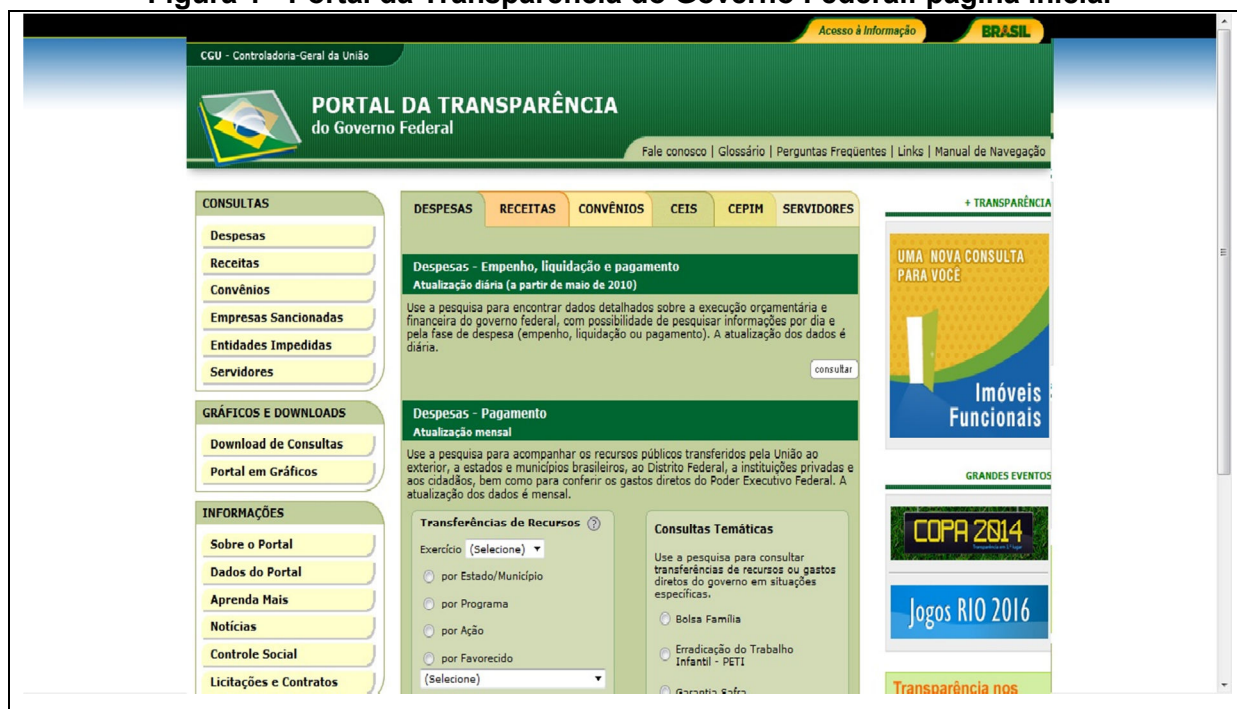 Figura 1 - Portal da Transparência do Governo Federal: página inicial
Acesso à Informação
BRASIL
CGU - Controladoria-Geral da União
PORTAL DA TRANSPARÊNCIA
do Governo Federal
Fale conosco | Glossário | Perguntas Freqüentes | Links | Manual de Navegação
CONSULTAS
Despesas
Receitas
Convênios
Empresas Sancionadas
Entidades Impedidas
Servidores
GRÁFICOS E DOWNLOADS
Download de Consultas
Portal em Gráficos
INFORMAÇÕES
Sobre o Portal
Dados do Portal
Aprenda Mais
Notícias
Controle Social
Licitações e Contratos
DESPESAS RECEITAS CONVÊNIOS CEIS CEPIM SERVIDORES
Despesas - Empenho, liquidação e pagamento
Atualização diária (a partir de maio de 2010)
Use a pesquisa para encontrar dados detalhados sobre a execução orçamentária e
financeira do governo federal, com possibilidade de pesquisar informações por dia e
pela fase de despesa (empenho, liquidação ou pagamento). A atualização dos dados é
diária.
consultar
Despesas - Pagamento
Atualização mensal
Use a pesquisa para acompanhar os recursos públicos transferidos pela União ao
exterior, a estados e municípios brasileiros, ao Distrito Federal, a instituições privadas e
aos cidadãos, bem como para conferir os gastos diretos do Poder Executivo Federal. A
atualização dos dados é mensal.
Transferências de Recursos ?
Exercício (Selecione)
por Estado/Município
por Programa
por Ação
por Favorecido
(Selecione)
Consultas Temáticas
Use a pesquisa para consultar
transferências de recursos ou gastos
diretos do governo em situações
específicas.
Bolsa Família
Erradicação do Trabalho
Infantil - PETI
Garantia Safra
+ TRANSPARÊNCIA
UMA NOVA CONSULTA
PARA VOCÊ
Imóveis
Funcionais
GRANDES EVENTOS
COPA 2014
Transparência em 1º lugar
Jogos RIO 2016
Transparência nos